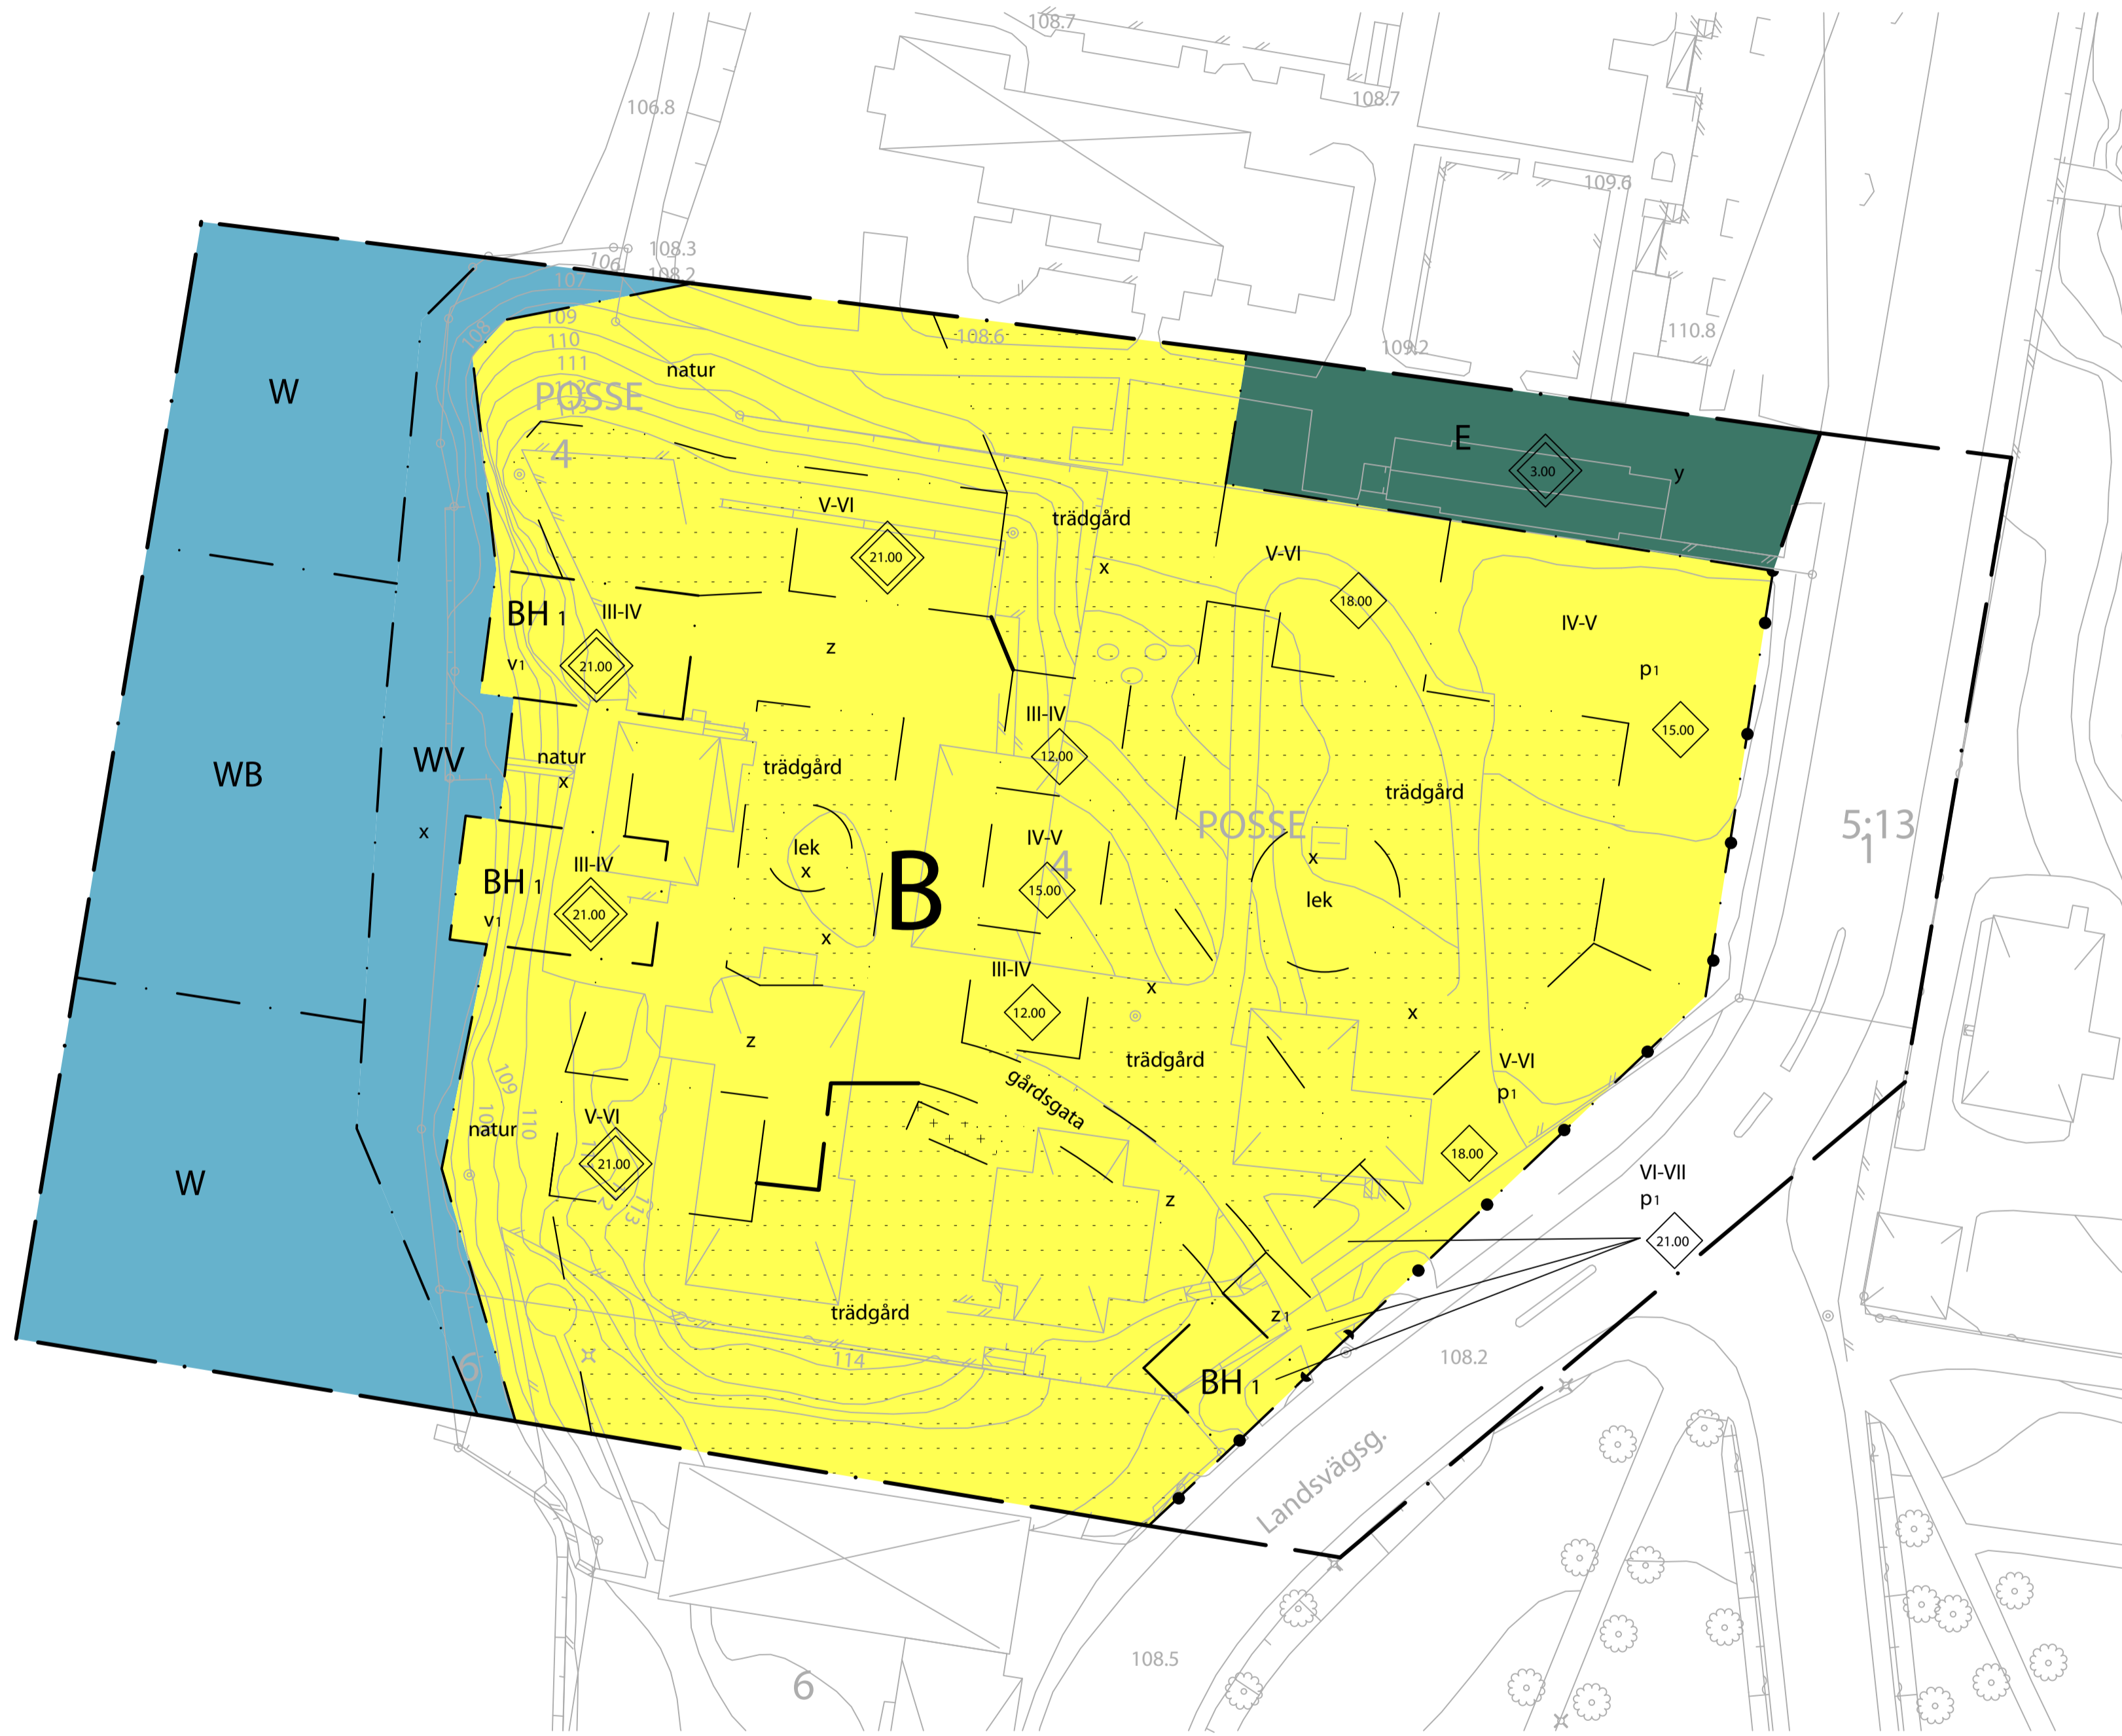 108.7
106.8
108.7
109.6
108.3
106
108.2
107
109
108
110
108.6
110.8
109.2
111
natur
112
W
POSSE
113
E
4
3.00
y
V-VI
trädgård
V-VI
21.00
x
18.00
BH 1
III-IV
IV-V
z
v1
21.00
p1
III-IV
15.00
12.00
natur
trädgård
WB
WV
x
trädgård
POSSE
5:13
1
x
IV-V
lek
x
4
x
III-IV
BH 1
15.00
B
lek
21.00
v1
x
III-IV
x
12.00
x
z
trädgård
V-VI
109
gårdsgata
p1
110
V-VI
natur
18.00
21.00
VI-VII
p1
W
z
113
21.00
trädgård
z1
114
108.2
6
BH 1
Landsvägsg.
108.5
6